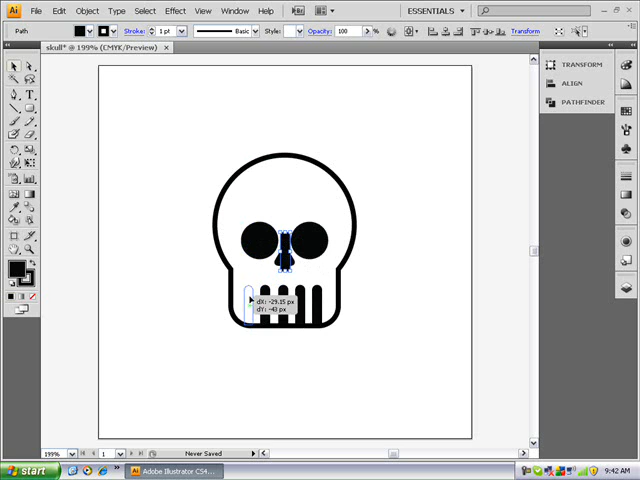 Ai File Edit Object Type Select Effect View Window Help Br ESSENTIALS
Path Stroke: 1 pt Basic Style: Opacity: 100 % Transform
skull* @ 199% (CMYK/Preview)
TRANSFORM
ALIGN
PATHFINDER
dX: -29.15 px
dY: -43 px
199% 1 Never Saved
start Adobe Illustrator CS4... 9:42 AM